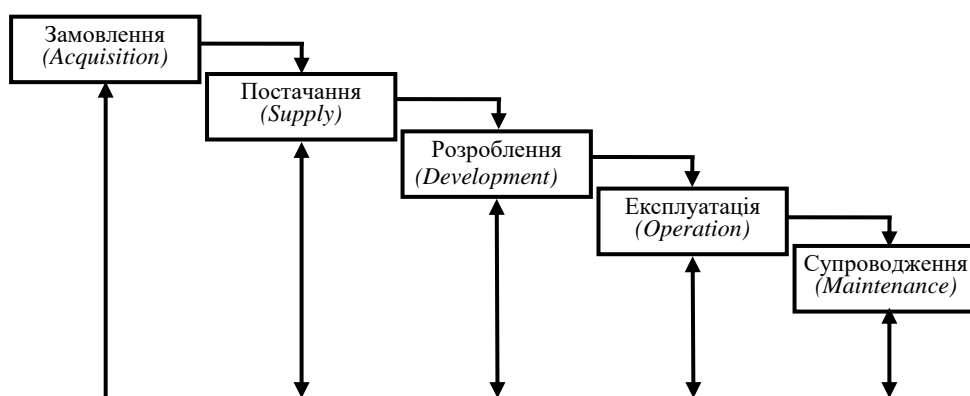 Замовлення
(Acquisition)
Постачання
(Supply)
Розроблення
(Development)
Експлуатація
(Operation)
Супроводження
(Maintenance)